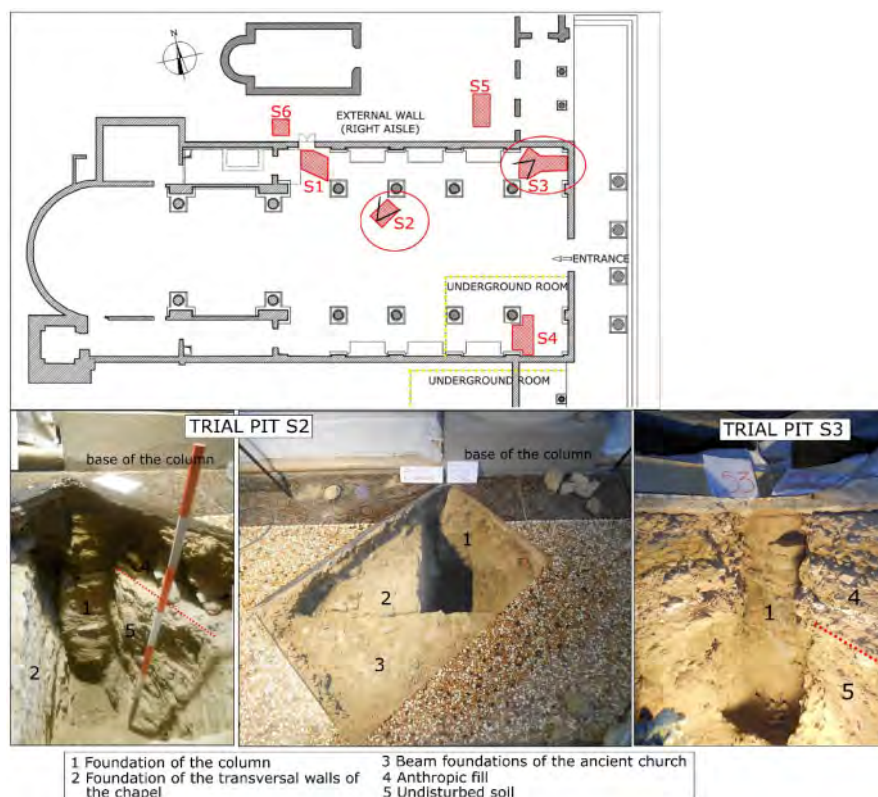 S6
S5
EXTERNAL WALL
(RIGHT AISLE)
S1
S3
S2
ENTRANCE
UNDERGROUND ROOM
S4
UNDERGROUND ROOM
TRIAL PIT S2
TRIAL PIT S3
base of the column
base of the column
S3
4
1
5
2
1
2
3
1
4
5
1 Foundation of the column
2 Foundation of the transversal walls of
the chapel
3 Beam foundations of the ancient church
4 Anthropic fill
5 Undisturbed soil